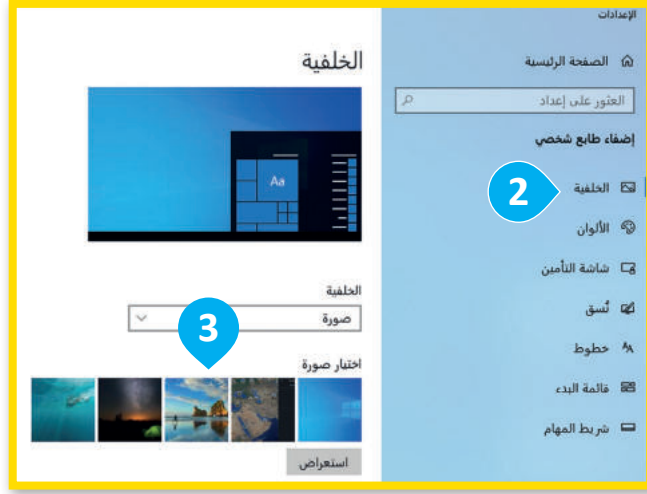 الإعدادات
الصفحة الرئيسية
العثور على إعداد
إضفاء طابع شخصي
الخلفية
2
الألوان
شاشة التأمين
نُسق
خطوط
قائمة البدء
شريط المهام
الخلفية
Aa
الخلفية
صورة
3
اختيار صورة
استعراض